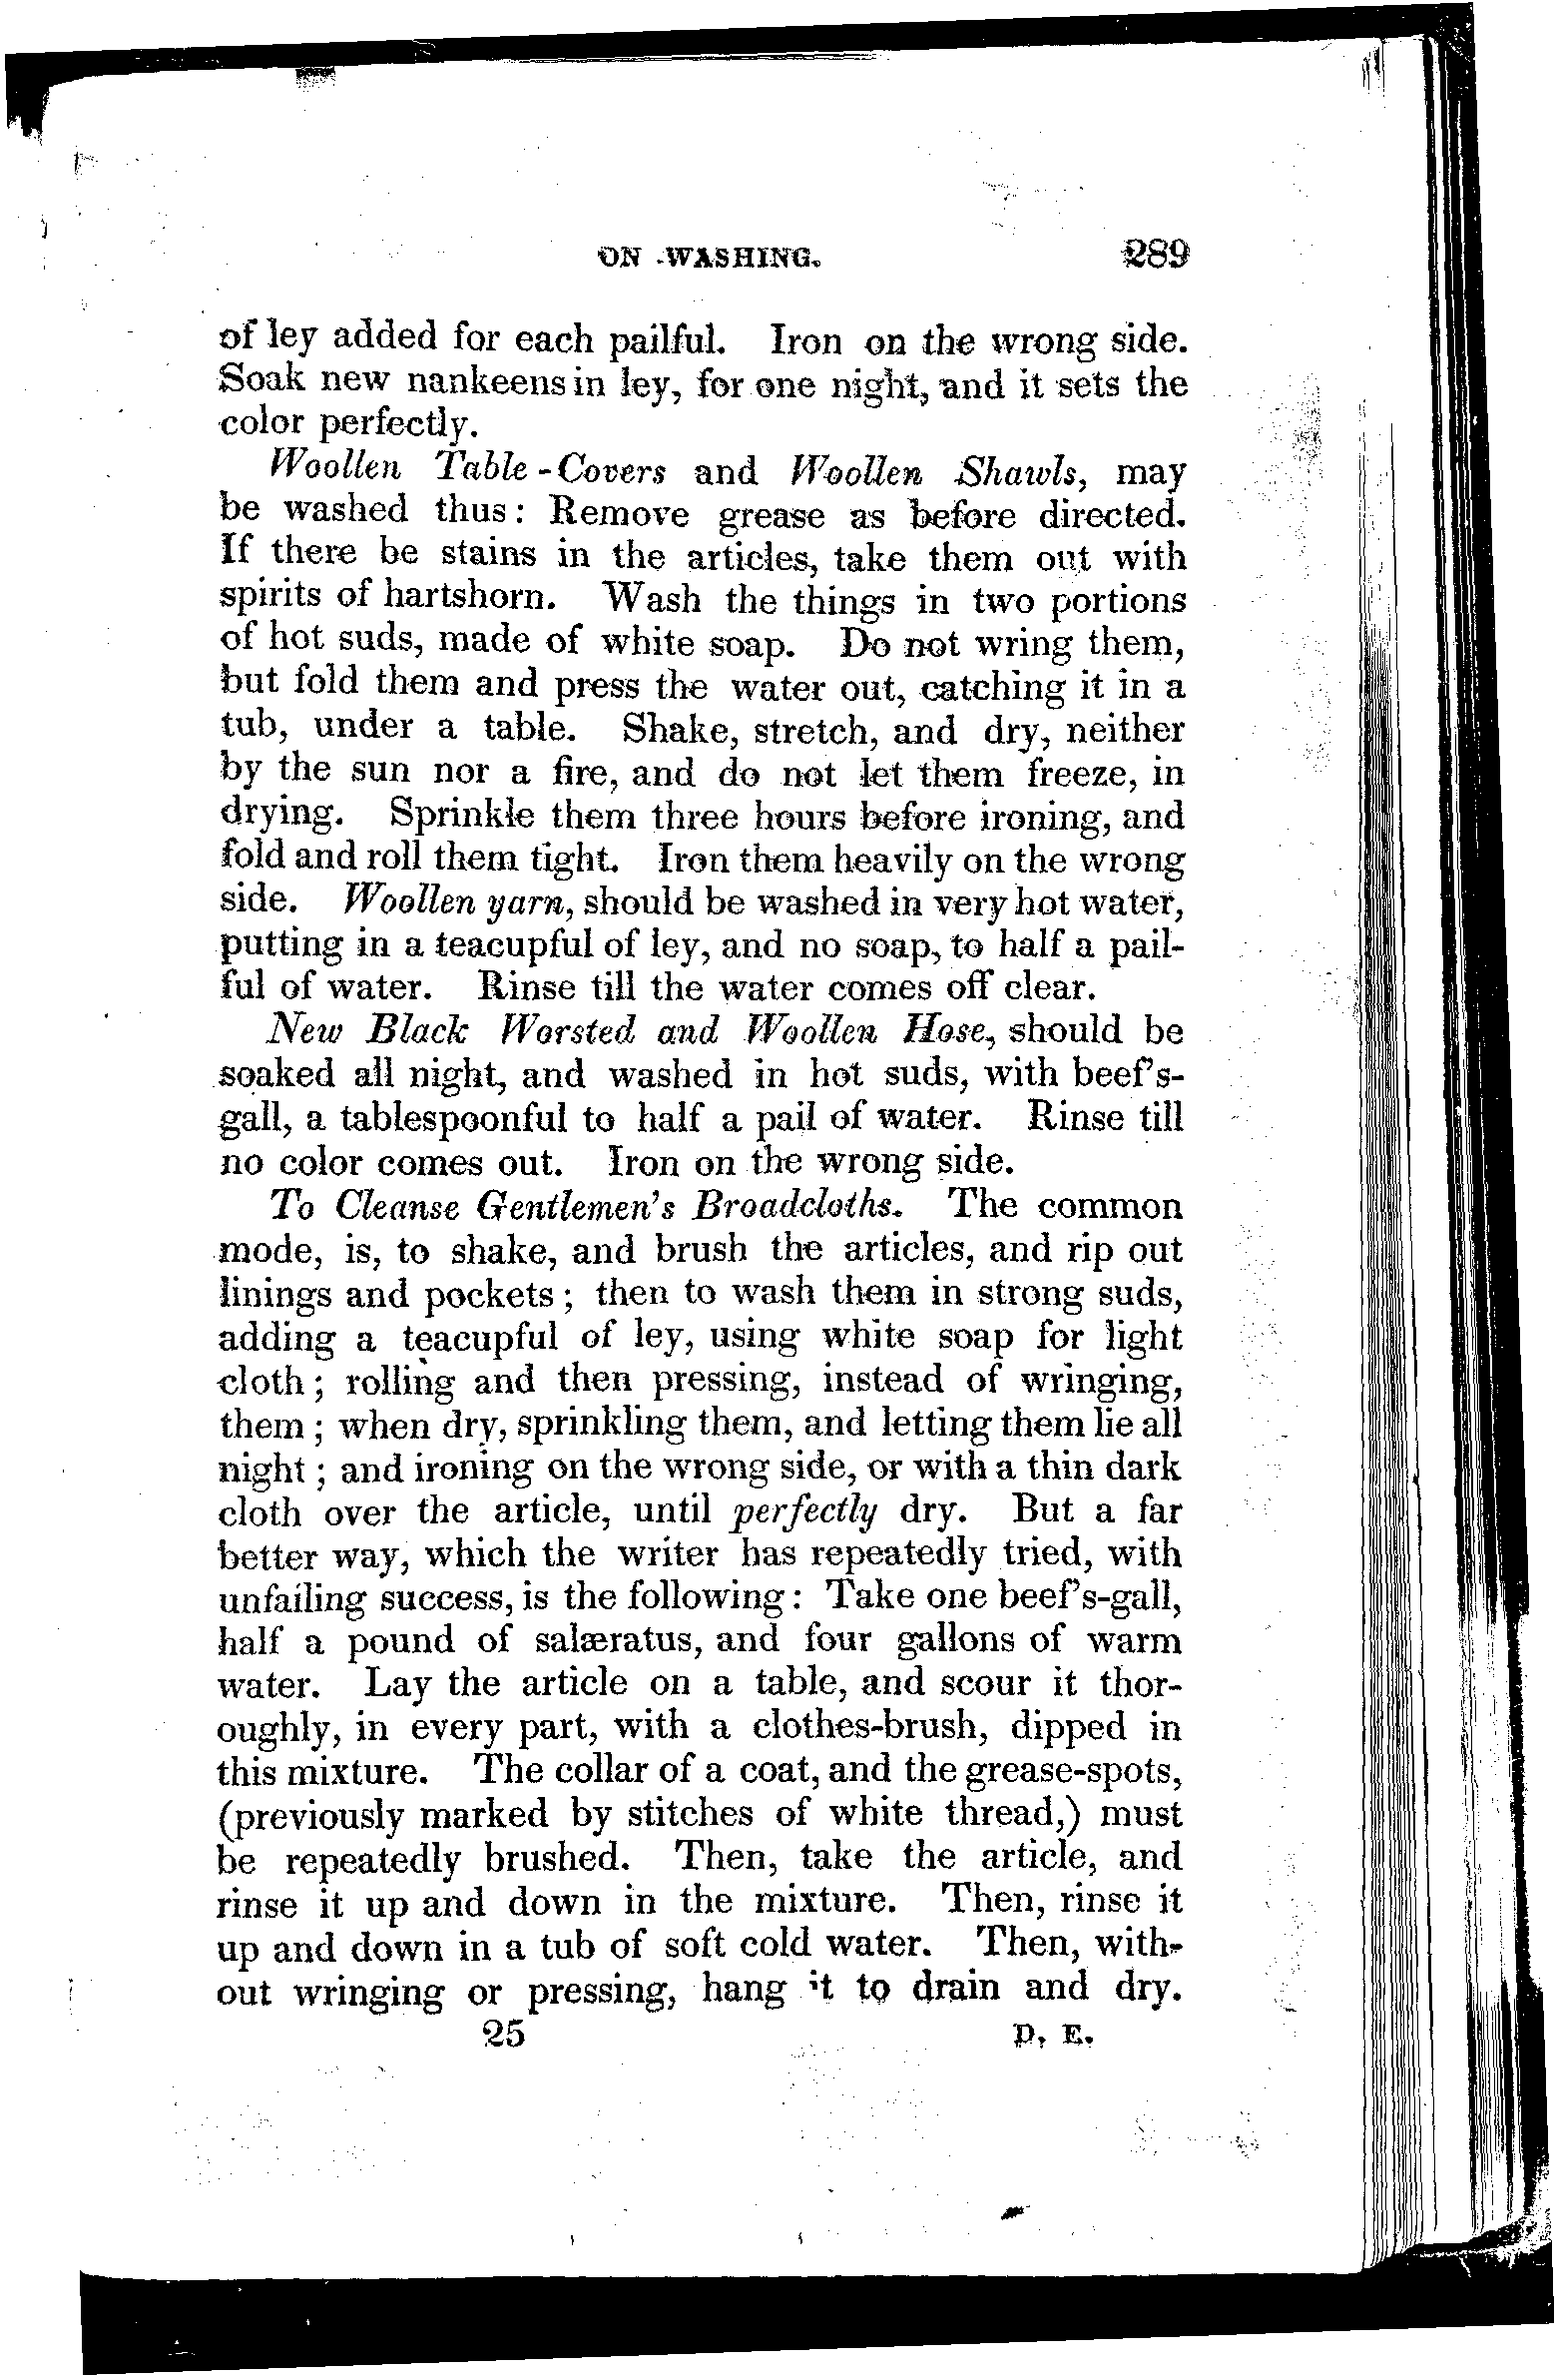 ON WASHING. 289
of ley added for each pailful. Iron on the wrong side.
Soak new nankeens in ley, for one night, and it sets the
color perfectly.
Woollen Table-Covers and Woollen Shawls, may
be washed thus: Remove grease as before directed.
If there be stains in the articles, take them out with
spirits of hartshorn. Wash the things in two portions
of hot suds, made of white soap. Do not wring them,
but fold them and press the water out, catching it in a
tub, under a table. Shake, stretch, and dry, neither
by the sun nor a fire, and do not let them freeze, in
drying. Sprinkle them three hours before ironing, and
fold and roll them tight. Iron them heavily on the wrong
side. Woollen yarn, should be washed in very hot water,
putting in a teacupful of ley, and no soap, to half a pail-
ful of water. Rinse till the water comes off clear.
New Black Worsted and Woollen Hose, should be
soaked all night, and washed in hot suds, with beef's-
gall, a tablespoonful to half a pail of water. Rinse till
no color comes out. Iron on the wrong side.
To Cleanse Gentlemen's Broadcloths. The common
mode, is, to shake, and brush the articles, and rip out
linings and pockets; then to wash them in strong suds,
adding a teacupful of ley, using white soap for light
cloth; rolling and then pressing, instead of wringing,
them; when dry, sprinkling them, and letting them lie all
night; and ironing on the wrong side, or with a thin dark
cloth over the article, until perfectly dry. But a far
better way, which the writer has repeatedly tried, with
unfailing success, is the following: Take one beef's-gall,
half a pound of salæratus, and four gallons of warm
water. Lay the article on a table, and scour it thor-
oughly, in every part, with a clothes-brush, dipped in
this mixture. The collar of a coat, and the grease-spots,
(previously marked by stitches of white thread,) must
be repeatedly brushed. Then, take the article, and
rinse it up and down in the mixture. Then, rinse it
up and down in a tub of soft cold water. Then, with-
out wringing or pressing, hang it to drain and dry.
25 D. E.